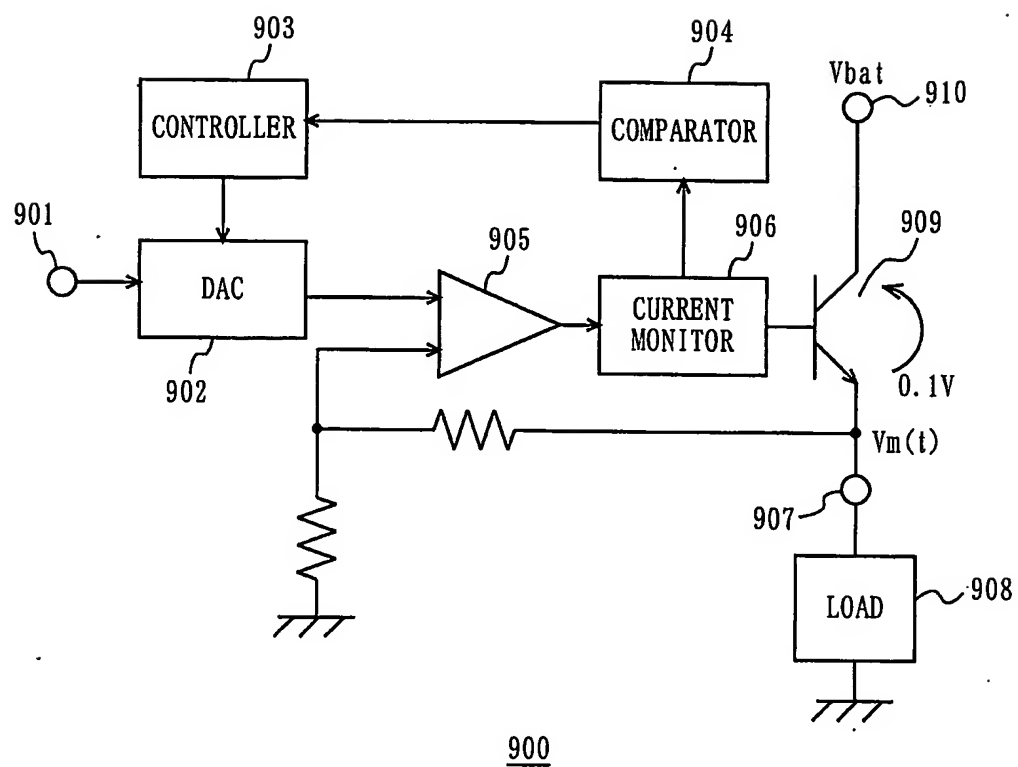 903
904
Vbat
910
CONTROLLER
COMPARATOR
901
905
906
909
DAC
CURRENT
MONITOR
902
0.1V
Vm(t)
907
LOAD
908
900